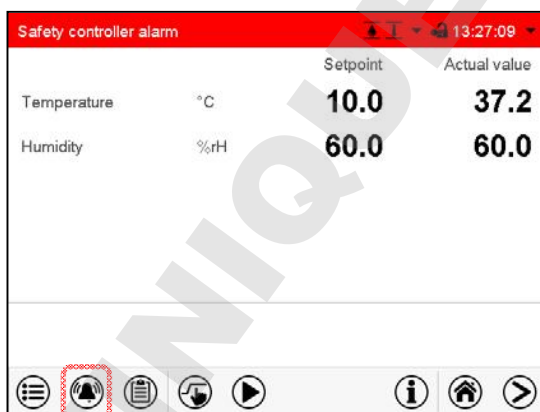 Safety controller alarm 13:27:09
Setpoint Actual value
Temperature °C 10.0 37.2
Humidity %rH 60.0 60.0